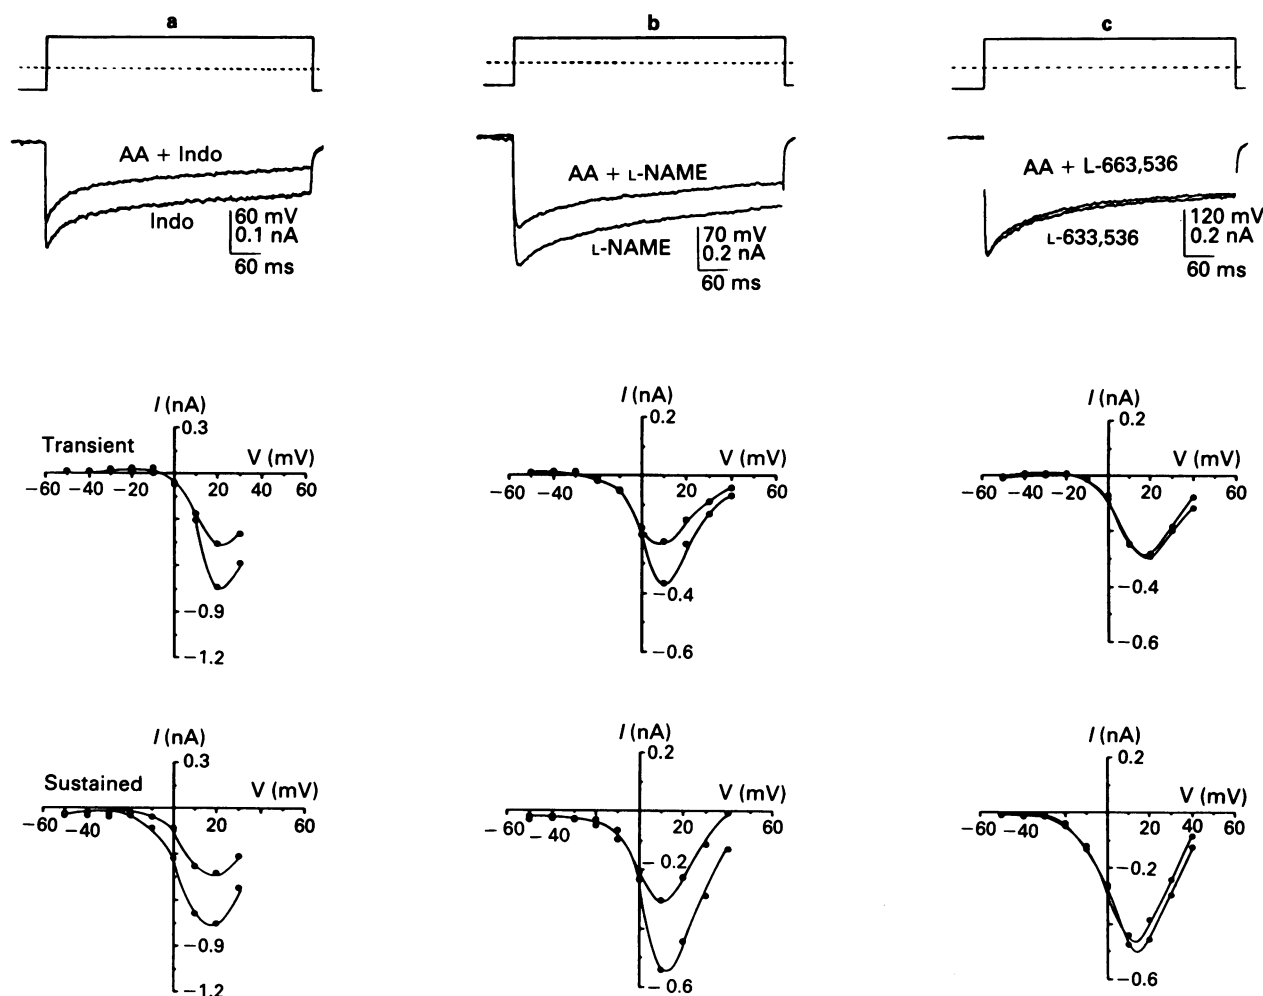 a
b
c
AA + Indo
Indo
60 mV
0.1 nA
60 ms
AA + L-NAME
L-NAME
70 mV
0.2 nA
60 ms
AA + L-663,536
L-633,536
120 mV
0.2 nA
60 ms
Transient
I (nA)
0.3
V (mV)
−60 −40 −20 20 40 60
−0.9
−1.2
I (nA)
0.2
V (mV)
−60 −40 20 60
−0.4
−0.6
I (nA)
0.2
V (mV)
−60 −40 −20 20 60
−0.4
−0.6
Sustained
I (nA)
0.3
V (mV)
−60 −40 20 60
−0.9
−1.2
I (nA)
0.2
V (mV)
−60 −40 20 60
−0.2
−0.6
I (nA)
0.2
V (mV)
−60 −40 20 40 60
−0.2
−0.6